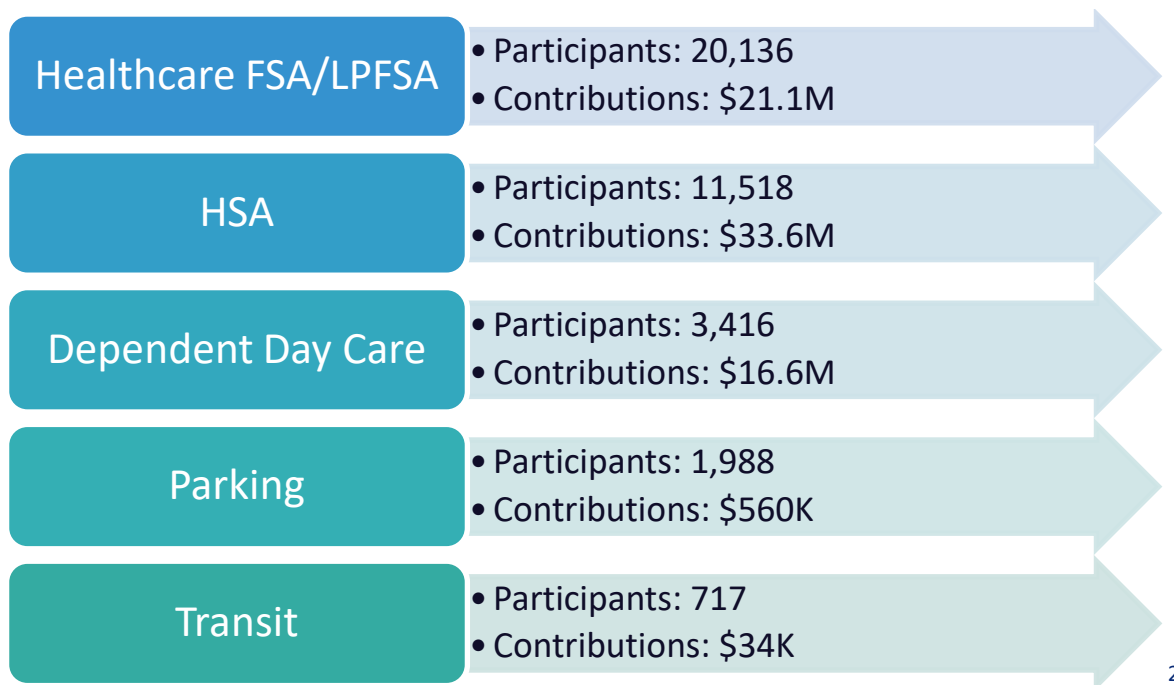 Healthcare FSA/LPFSA
• Participants: 20,136
• Contributions: $21.1M
HSA
• Participants: 11,518
• Contributions: $33.6M
Dependent Day Care
• Participants: 3,416
• Contributions: $16.6M
Parking
• Participants: 1,988
• Contributions: $560K
Transit
• Participants: 717
• Contributions: $34K
2